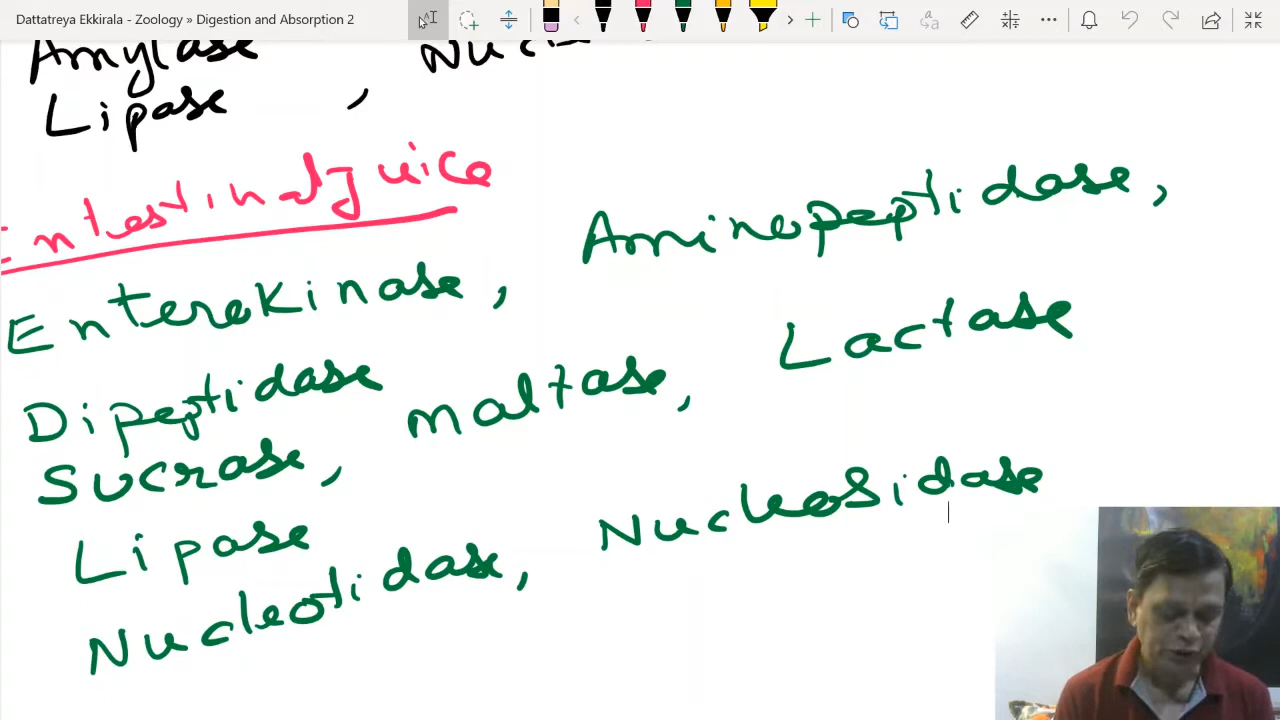 Dattatreya Ekkirala - Zoology » Digestion and Absorption 2
Amylase
Lipase ,
Intestinal Juice
Enterokinase, Aminopeptidase,
Dipeptidase maltase, Lactase
Sucrase,
Lipase
Nucleotidase, Nucleosidase